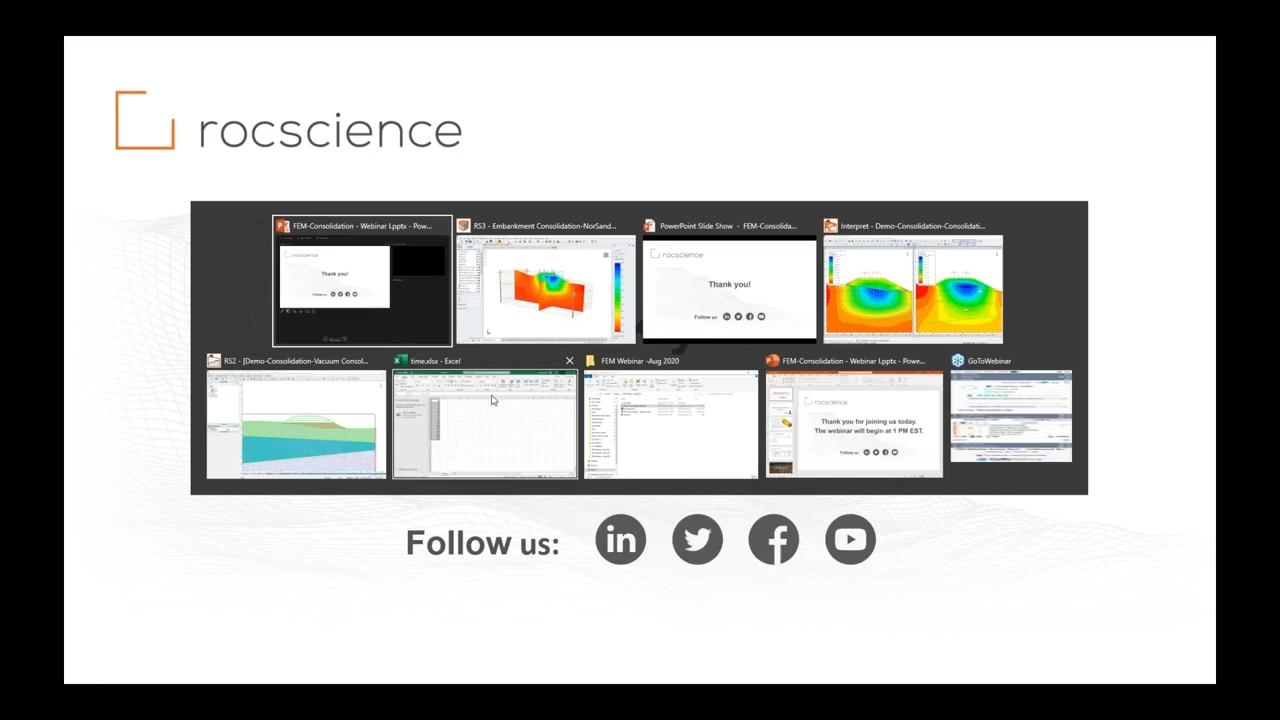 rocscience
FEM-Consolidation - Webinar I.pptx - Pow...
RS3 - Embankment Consolidation-NorSand...
PowerPoint Slide Show - FEM-Consolida...
Interpret - Demo-Consolidation-Consolidati...
rocscience
Thank you!
Follow us:
rocscience
Thank you!
Follow us:
RS2 - [Demo-Consolidation-Vacuum Consol...
time.xlsx - Excel
FEM Webinar -Aug 2020
FEM-Consolidation - Webinar I.pptx - Powe...
GoToWebinar
rocscience
Thank you for joining us today.
The webinar will begin at 1 PM EST.
Follow us:
Follow us: